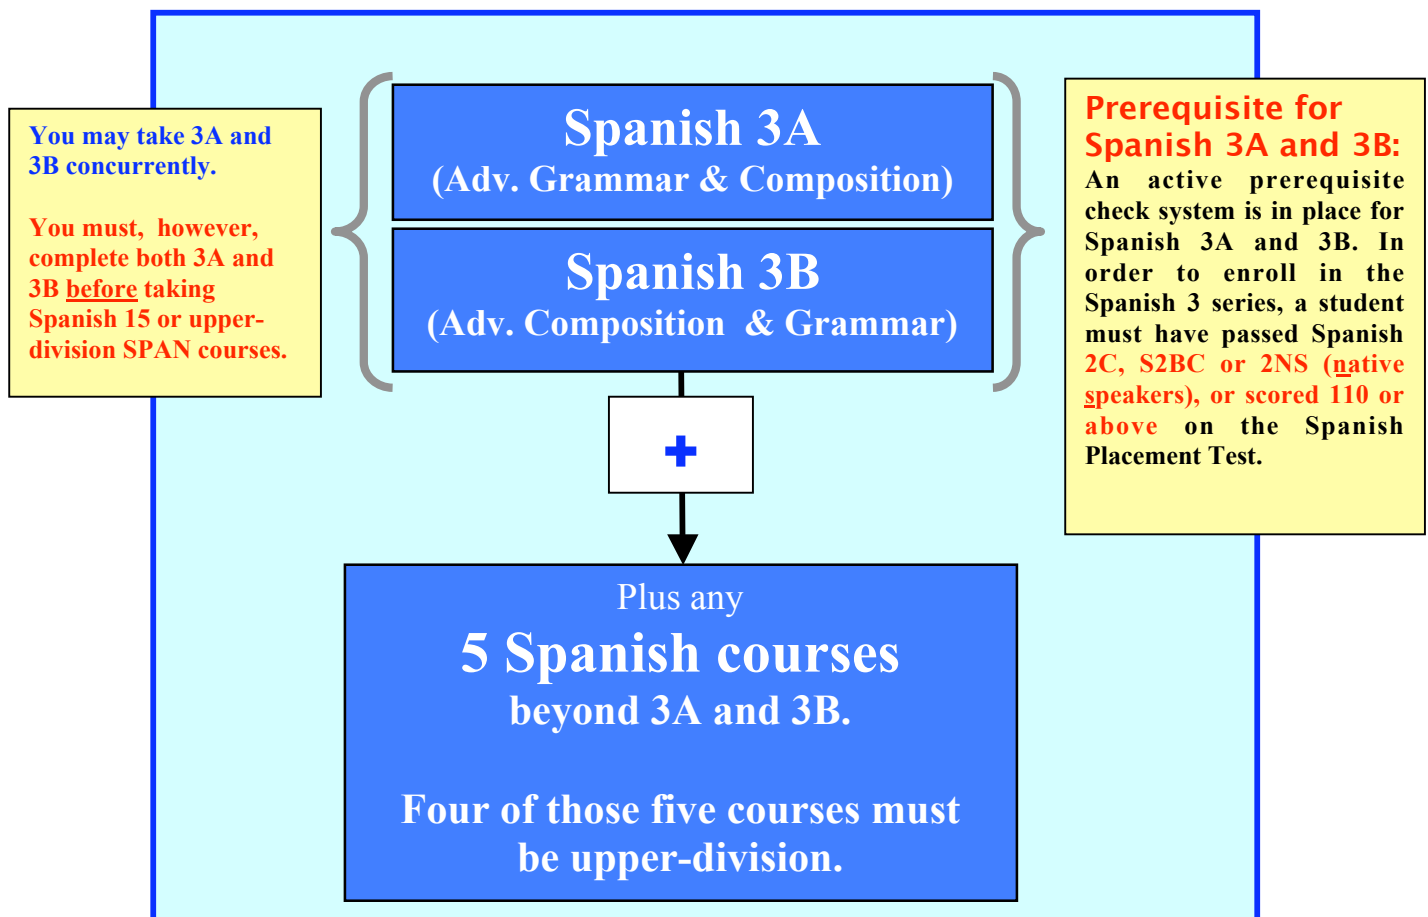 You may take 3A and
3B concurrently.
You must, however,
complete both 3A and
3B before taking
Spanish 15 or upper-
division SPAN courses.
Spanish 3A
(Adv. Grammar & Composition)
Spanish 3B
(Adv. Composition & Grammar)
Prerequisite for
Spanish 3A and 3B:
An active prerequisite
check system is in place for
Spanish 3A and 3B. In
order to enroll in the
Spanish 3 series, a student
must have passed Spanish
2C, S2BC or 2NS (native
speakers), or scored 110 or
above on the Spanish
Placement Test.
+
Plus any
5 Spanish courses
beyond 3A and 3B.
Four of those five courses must
be upper-division.